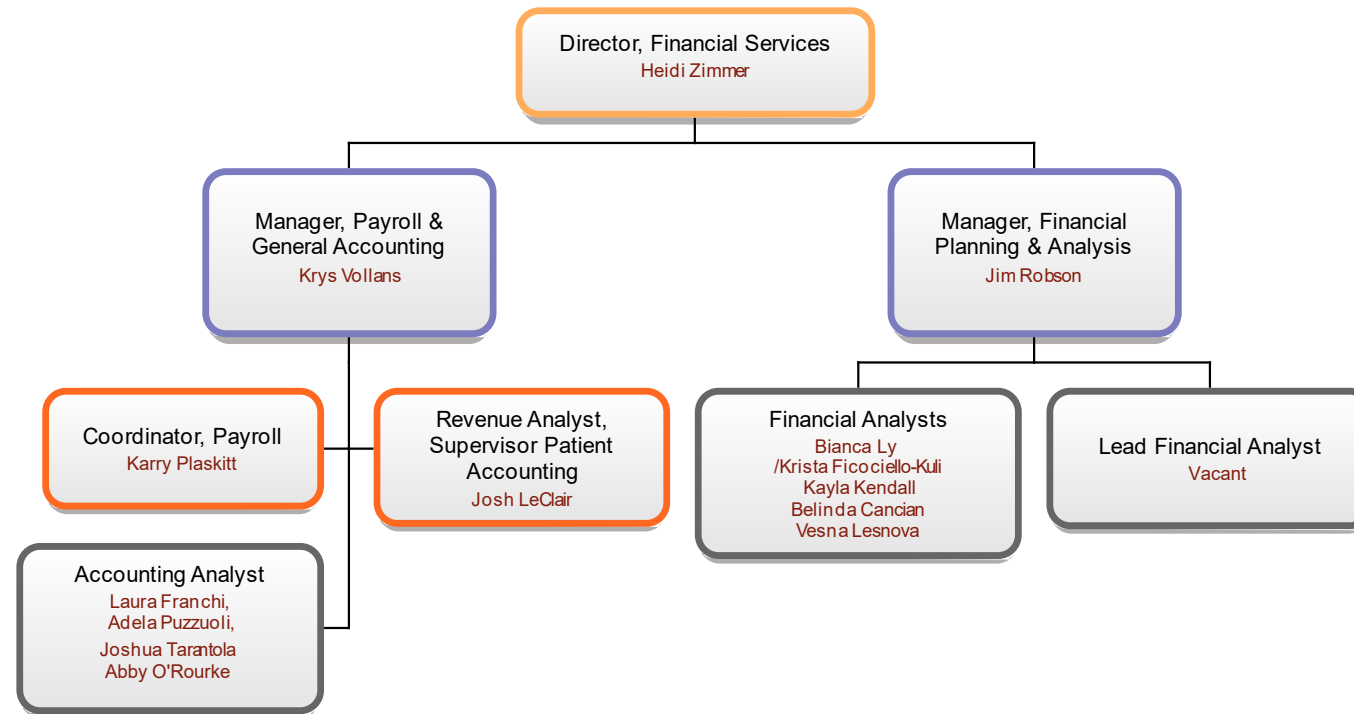 Director, Financial Services
Heidi Zimmer
Manager, Payroll &
General Accounting
Krys Vollans
Manager, Financial
Planning & Analysis
Jim Robson
Coordinator, Payroll
Karry Plaskitt
Revenue Analyst,
Supervisor Patient
Accounting
Josh LeClair
Financial Analysts
Bianca Ly
/Krista Ficociello-Kuli
Kayla Kendall
Belinda Cancian
Vesna Lesnova
Lead Financial Analyst
Vacant
Accounting Analyst
Laura Franchi,
Adela Puzzuoli,
Joshua Tarantola
Abby O'Rourke